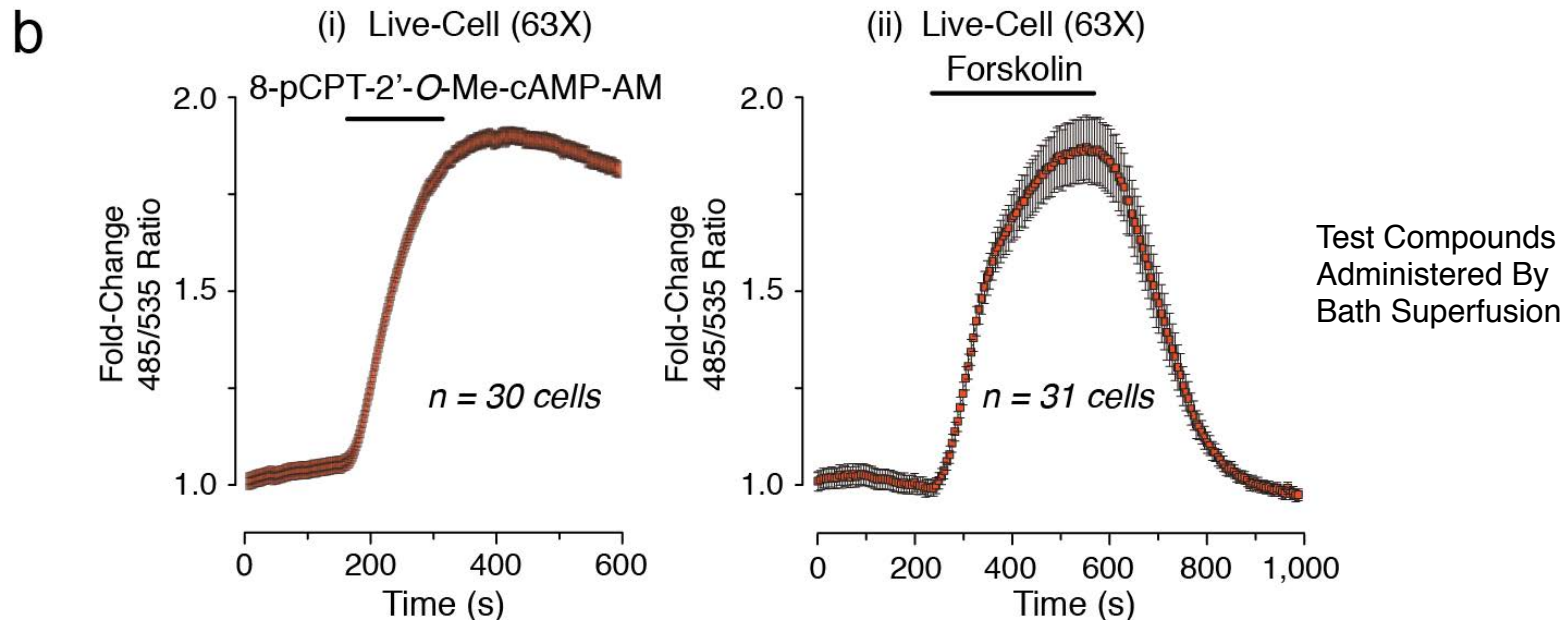 b
(i) Live-Cell (63X)
8-pCPT-2'-O-Me-cAMP-AM
2.0
1.5
1.0
Fold-Change
485/535 Ratio
n = 30 cells
0 200 400 600
Time (s)
(ii) Live-Cell (63X)
Forskolin
2.0
1.5
1.0
Fold-Change
485/535 Ratio
n = 31 cells
0 200 400 600 800 1,000
Time (s)
Test Compounds
Administered By
Bath Superfusion